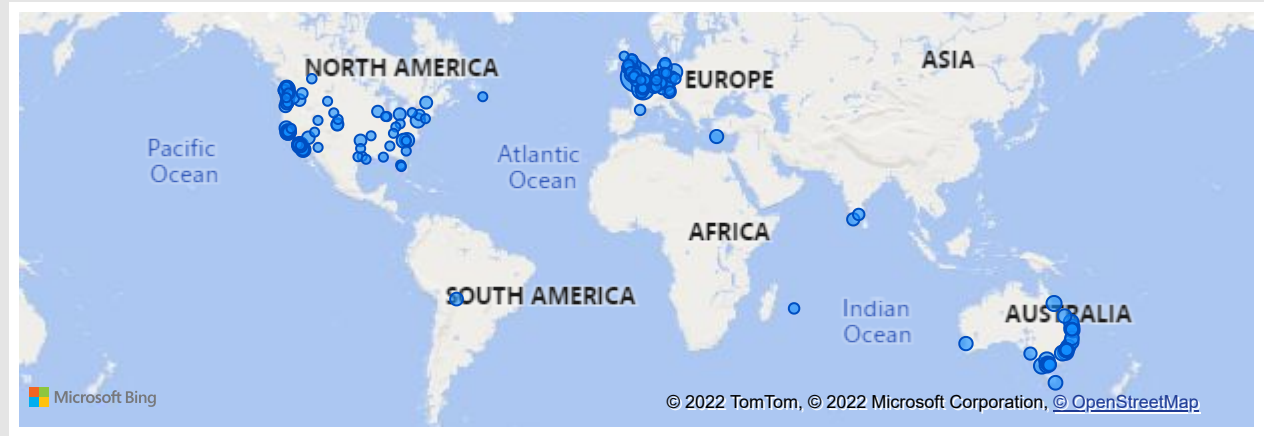 NORTH AMERICA
EUROPE
ASIA
Pacific
Ocean
Atlantic
Ocean
AFRICA
SOUTH AMERICA
Indian
Ocean
AUSTRALIA
Microsoft Bing
© 2022 TomTom, © 2022 Microsoft Corporation, © OpenStreetMap